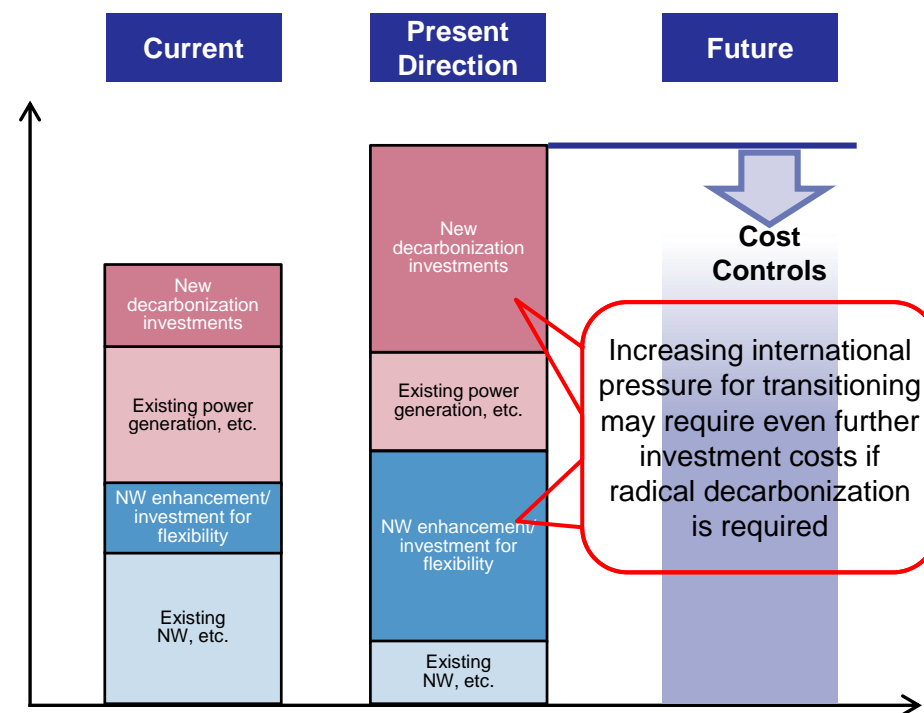 Current
Present
Direction
Future
New
decarbonization
investments
Existing power
generation, etc.
NW enhancement/
investment for
flexibility
Existing
NW, etc.
New
decarbonization
investments
Existing power
generation, etc.
NW enhancement/
investment for
flexibility
Existing
NW, etc.
Cost
Controls
Increasing international
pressure for transitioning
may require even further
investment costs if
radical decarbonization
is required